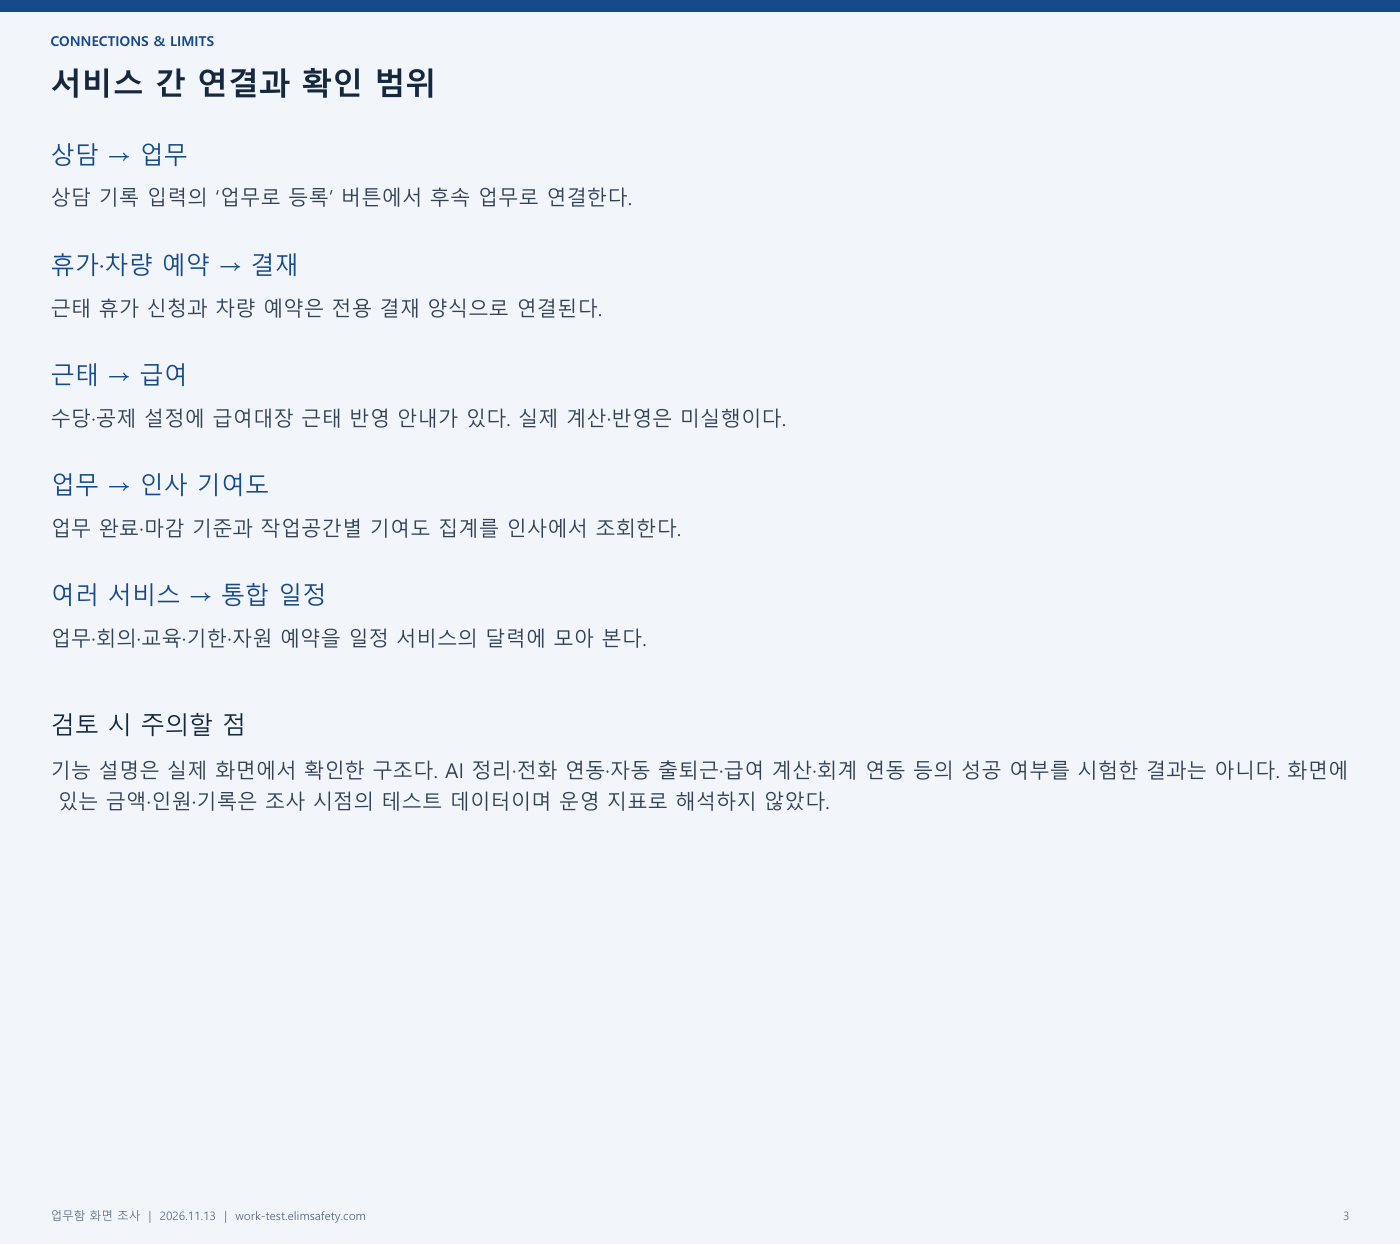 CONNECTIONS & LIMITS
서비스 간 연결과 확인 범위
상담 → 업무
상담 기록 입력의 ‘업무로 등록’ 버튼에서 후속 업무로 연결한다.
휴가·차량 예약 → 결재
근태 휴가 신청과 차량 예약은 전용 결재 양식으로 연결된다.
근태 → 급여
수당·공제 설정에 급여대장 근태 반영 안내가 있다. 실제 계산·반영은 미실행이다.
업무 → 인사 기여도
업무 완료·마감 기준과 작업공간별 기여도 집계를 인사에서 조회한다.
여러 서비스 → 통합 일정
업무·회의·교육·기한·자원 예약을 일정 서비스의 달력에 모아 본다.
검토 시 주의할 점
기능 설명은 실제 화면에서 확인한 구조다. AI 정리·전화 연동·자동 출퇴근·급여 계산·회계 연동 등의 성공 여부를 시험한 결과는 아니다. 화면에
있는 금액·인원·기록은 조사 시점의 테스트 데이터이며 운영 지표로 해석하지 않았다.
업무함 화면 조사 | 2026.11.13 | work-test.elimsafety.com
3